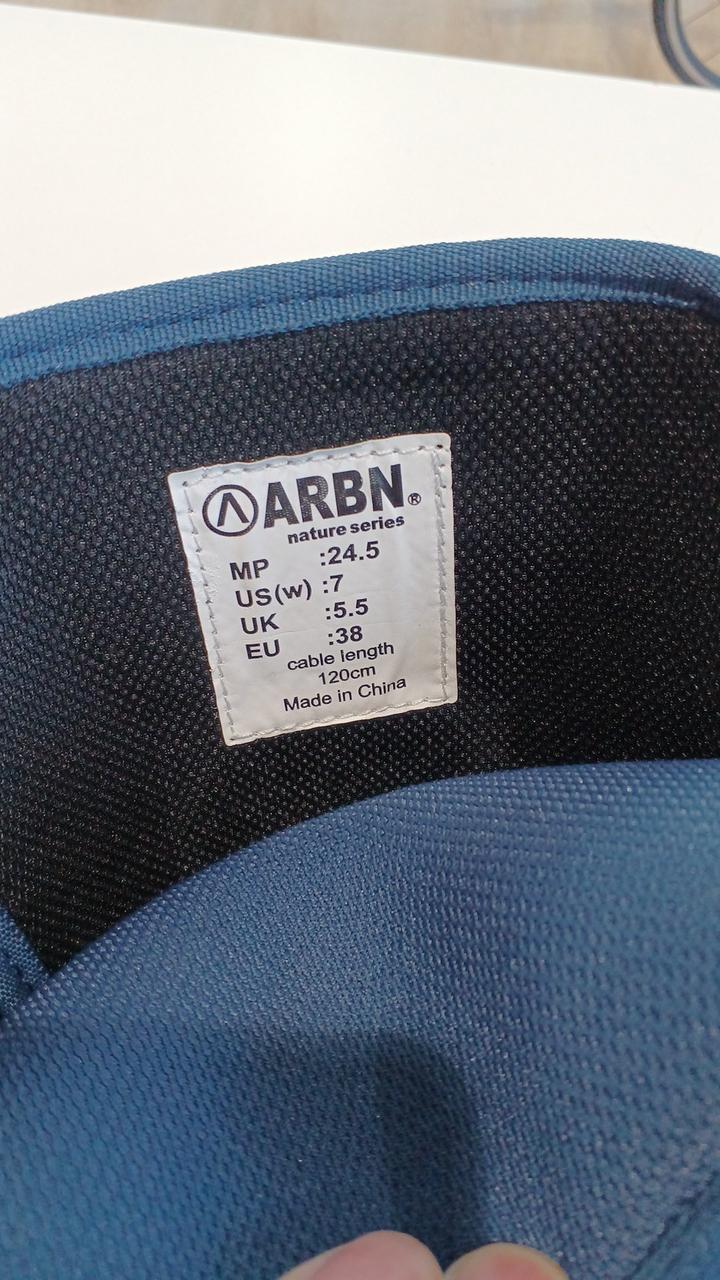 ARBN®
nature series
MP :24.5
US(w) :7
UK :5.5
EU :38
cable length
120cm
Made in China